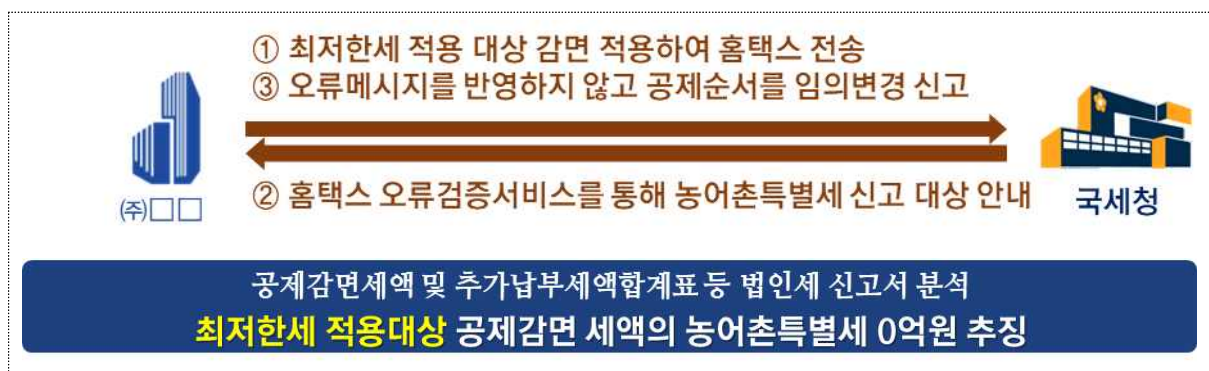 ① 최저한세 적용 대상 감면 적용하여 홈택스 전송
③ 오류메시지를 반영하지 않고 공제순서를 임의변경 신고
② 홈택스 오류검증서비스를 통해 농어촌특별세 신고 대상 안내
㈜□□
국세청
공제감면세액 및 추가납부세액합계표 등 법인세 신고서 분석
최저한세 적용대상 공제감면 세액의 농어촌특별세 0억원 추징